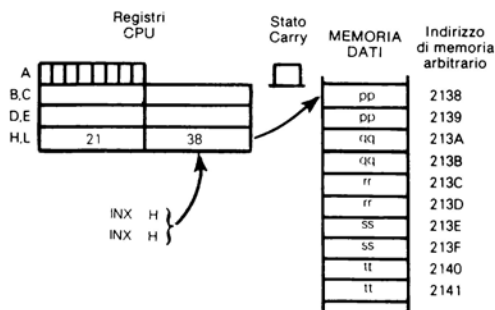 Registri
CPU
Stato
Carry
MEMORIA
DATI
Indirizzo
di memoria
arbitrario
A
B,C
D,E
H,L 21 38
pp 2138
pp 2139
qq 213A
qq 213B
rr 213C
rr 213D
ss 213E
ss 213F
tt 2140
tt 2141
INX H
INX H